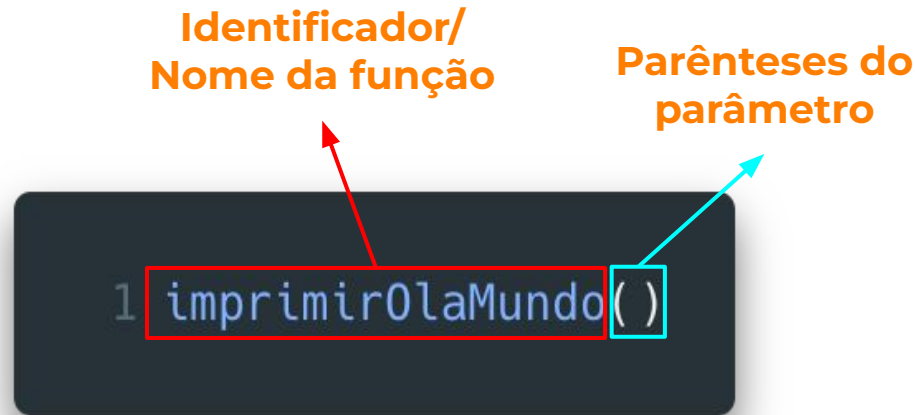 Identificador/
Nome da função
Parênteses do
parâmetro
1 imprimirOlaMundo()